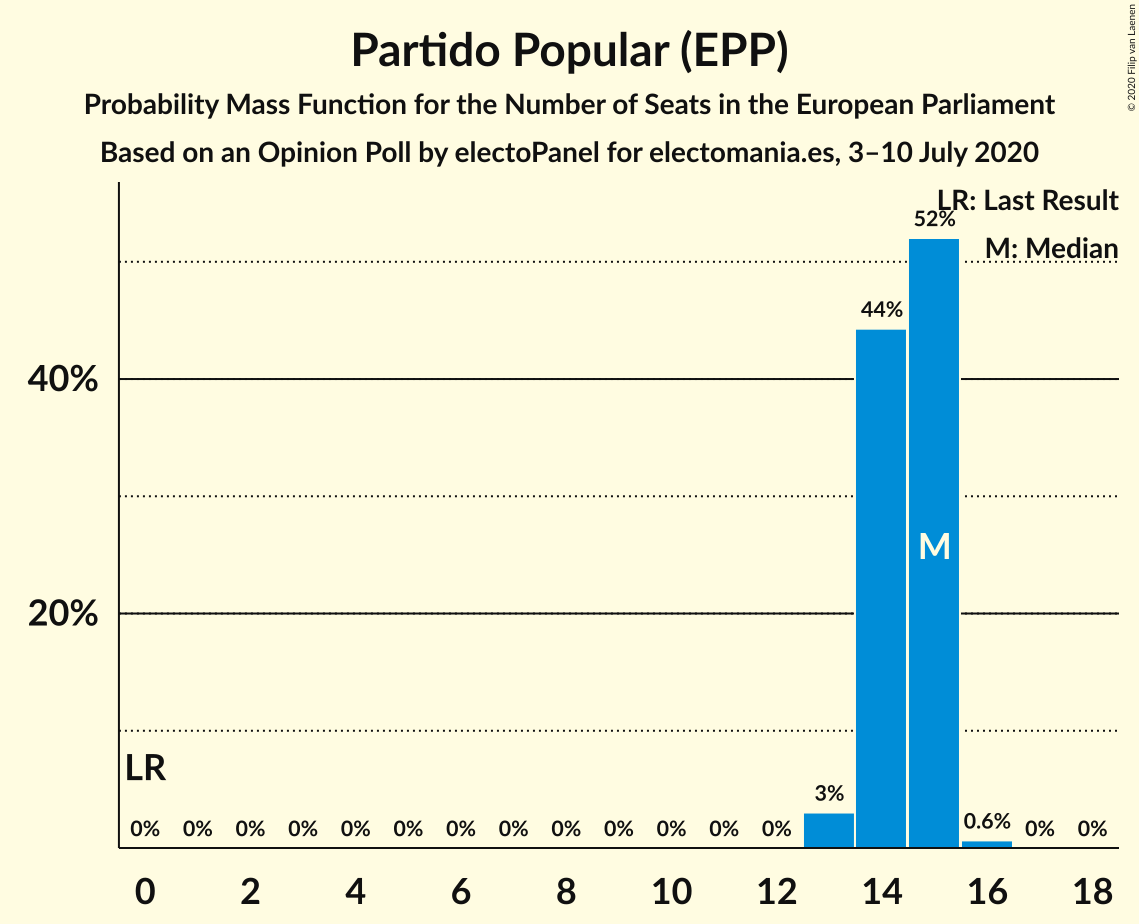 Partido Popular (EPP)
Probability Mass Function for the Number of Seats in the European Parliament
Based on an Opinion Poll by electoPanel for electomania.es, 3–10 July 2020
© 2020 Filip van Laenen
LR: Last Result
M: Median
52%
44%
40%
M
20%
LR
3%
0% 0% 0% 0% 0% 0% 0% 0% 0% 0% 0% 0% 0% 0.6% 0% 0%
0 2 4 6 8 10 12 14 16 18